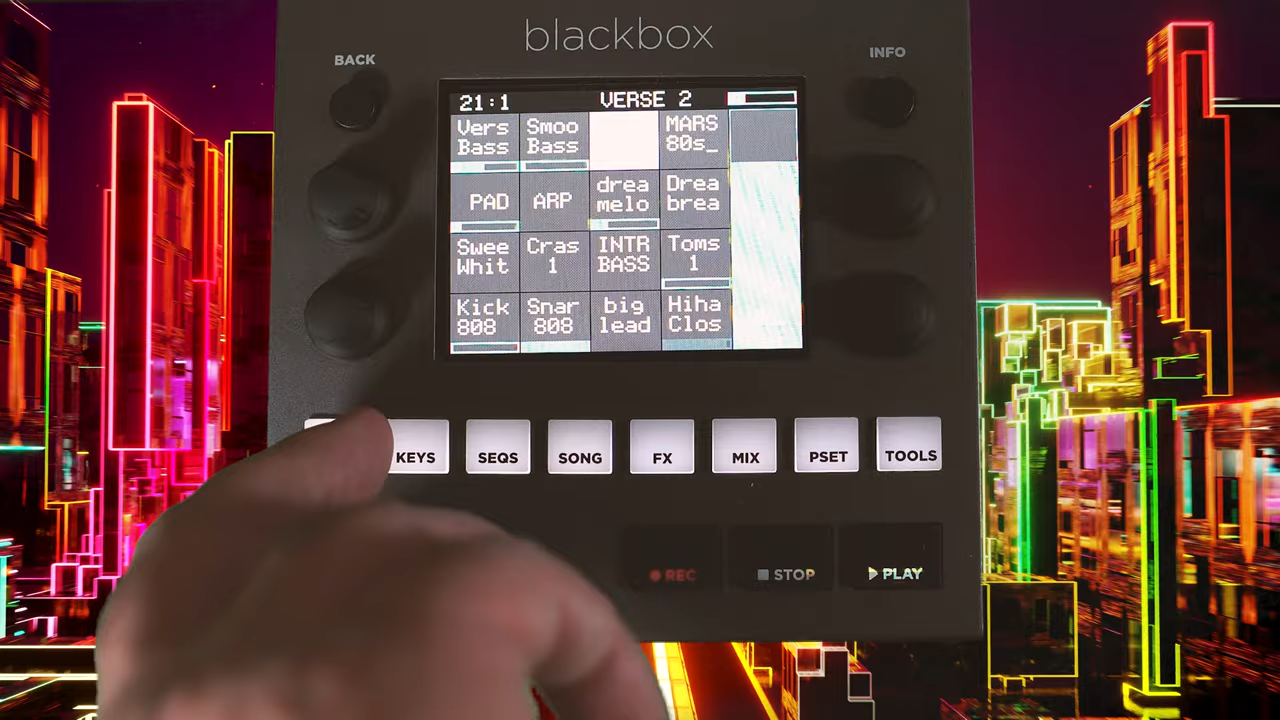 blackbox
BACK
INFO
21:1 VERSE 2
Vers Bass
Smoo Bass
MARS 80s_
PAD
ARP
drea melo
Drea brea
Swee Whit
Cras 1
INTR BASS
Toms 1
Kick 808
Snar 808
big lead
Hiha Clos
KEYS
SEQS
SONG
FX
MIX
PSET
TOOLS
REC
STOP
PLAY